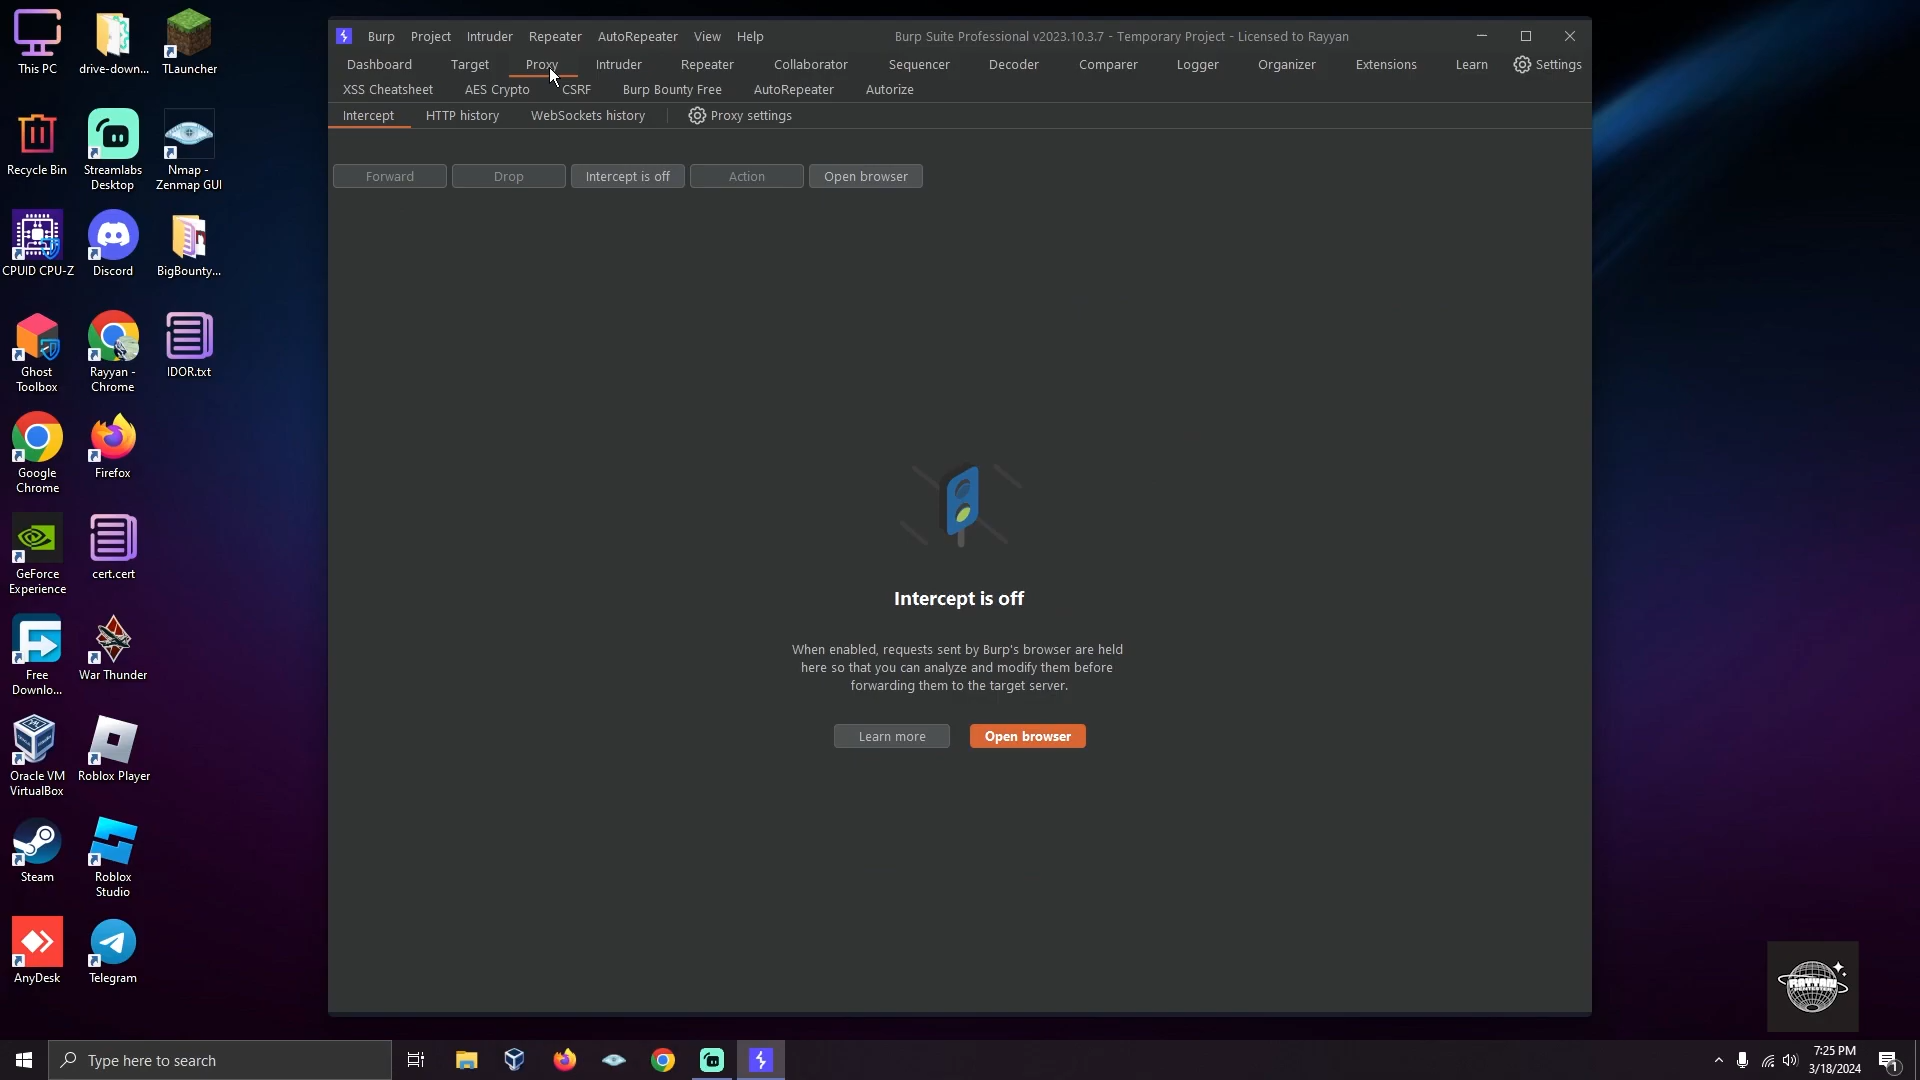 Burp Project Intruder Repeater AutoRepeater View Help
Burp Suite Professional v2023.10.3.7 - Temporary Project - Licensed to Rayyan
Dashboard Target Proxy Intruder Repeater Collaborator Sequencer Decoder Comparer Logger Organizer Extensions Learn Settings
XSS Cheatsheet AES Crypto CSRF Burp Bounty Free AutoRepeater Autorize
Intercept HTTP history WebSockets history Proxy settings
Forward Drop Intercept is off Action Open browser
Intercept is off
When enabled, requests sent by Burp's browser are held
here so that you can analyze and modify them before
forwarding them to the target server.
Learn more Open browser
This PC
drive-down...
TLauncher
Recycle Bin
Streamlabs
Desktop
Nmap -
Zenmap GUI
CPUID CPU-Z
Discord
BigBounty...
Ghost
Toolbox
Rayyan -
Chrome
IDOR.txt
Google
Chrome
Firefox
GeForce
Experience
cert.cert
Free
Downlo...
War Thunder
Oracle VM
VirtualBox
Roblox Player
Steam
Roblox
Studio
AnyDesk
Telegram
RAYYAN
Type here to search
7:25 PM
3/18/2024
1